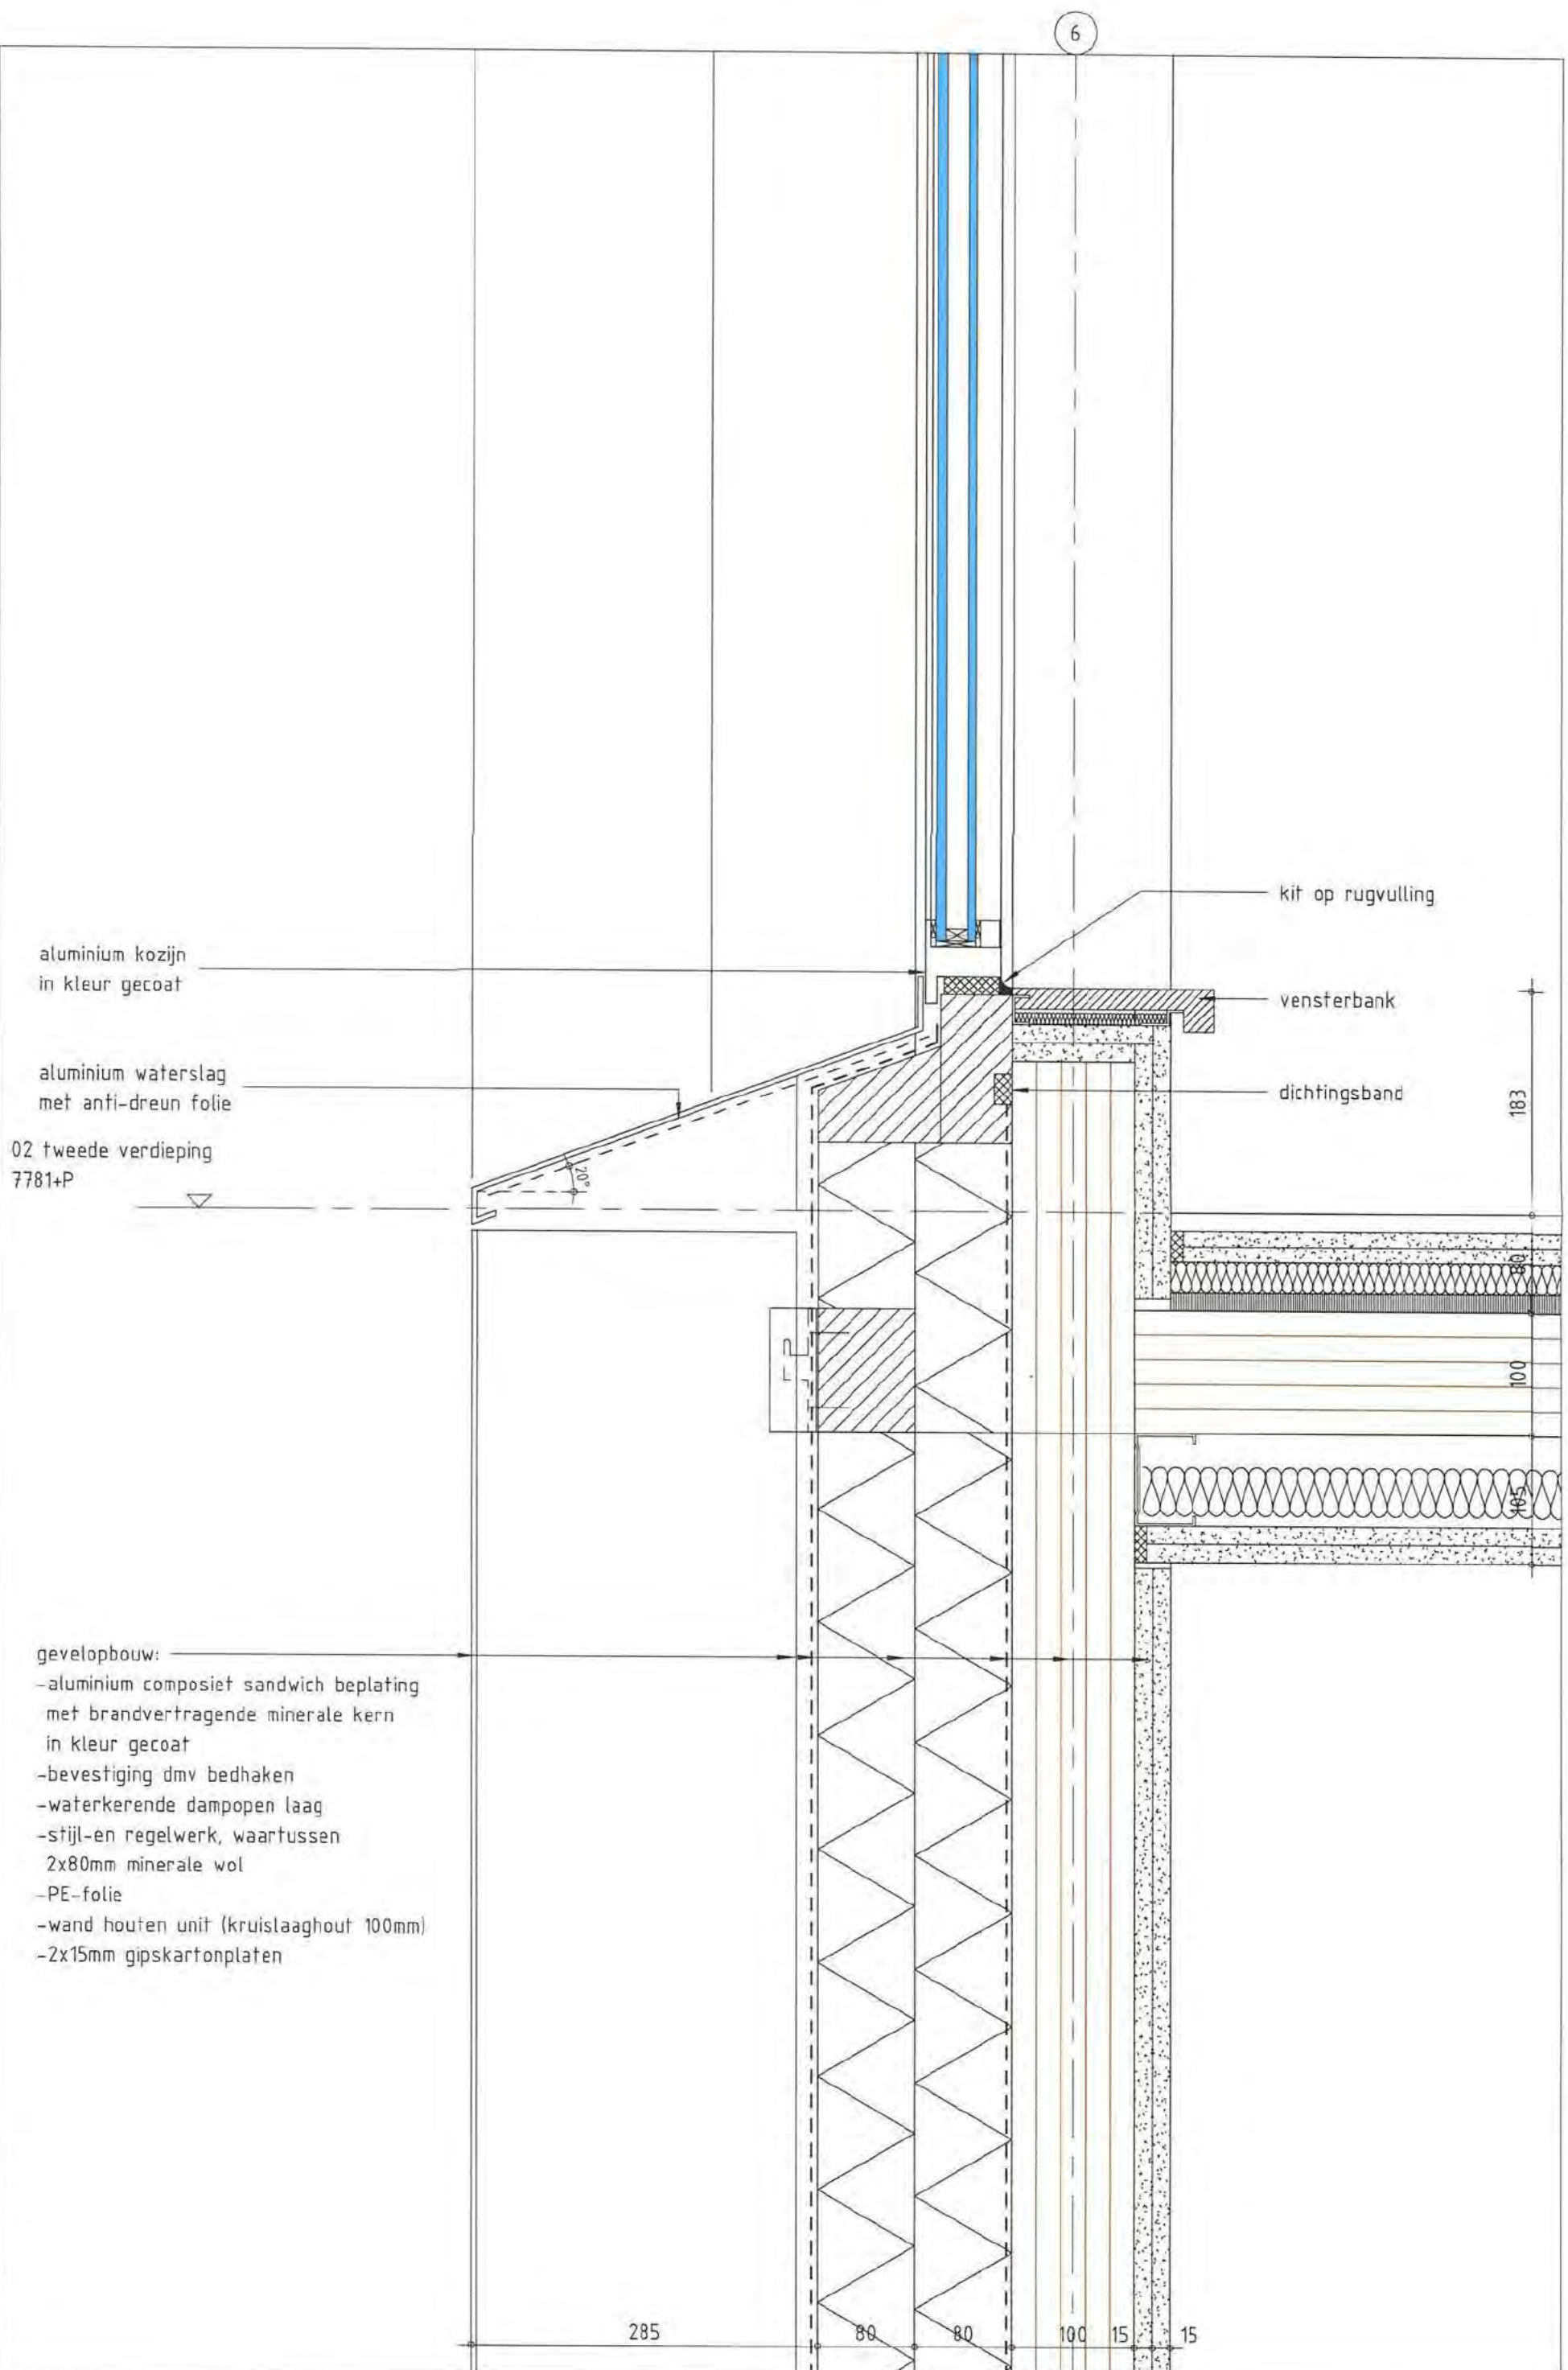 6
kit op rugvulling
aluminium kozijn
in kleur gecoat
vensterbank
aluminium waterslag
met anti-dreun folie
dichtingsband
183
02 tweede verdieping
7781+P
20°
80
100
105
gevelopbouw:
-aluminium composiet sandwich beplating
met brandvertragende minerale kern
in kleur gecoat
-bevestiging dmv bedhaken
-waterkerende dampopen laag
-stijl-en regelwerk, waartussen
2x80mm minerale wol
-PE-folie
-wand houten unit (kruislaaghout 100mm)
-2x15mm gipskartonplaten
285 80 80 100 15 15